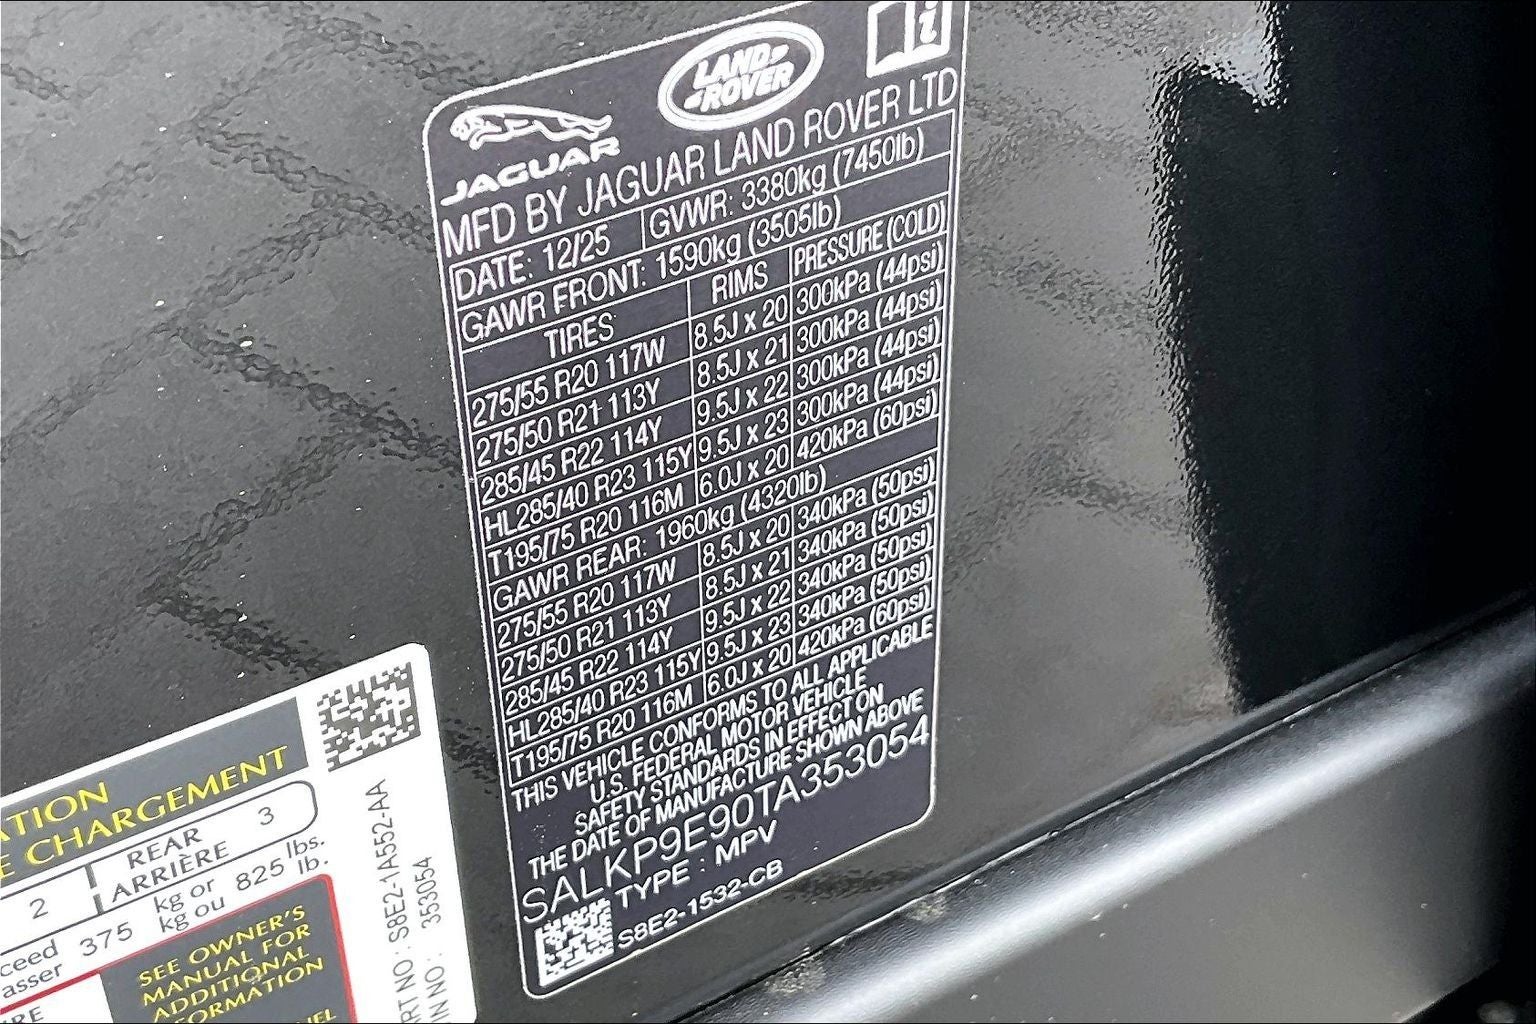 JAGUAR
LAND-
-ROVER
i
MFD BY JAGUAR LAND ROVER LTD
DATE: 12/25 GVWR: 3380kg (7450lb)
GAWR FRONT: 1590kg (3505lb)
TIRES RIMS PRESSURE (COLD)
275/55 R20 117W 8.5J x 20 300kPa (44psi)
275/50 R21 113Y 8.5J x 21 300kPa (44psi)
285/45 R22 114Y 9.5J x 22 300kPa (44psi)
HL285/40 R23 115Y 9.5J x 23 300kPa (44psi)
T195/75 R20 116M 6.0J x 20 420kPa (60psi)
GAWR REAR: 1960kg (4320lb)
275/55 R20 117W 8.5J x 20 340kPa (50psi)
275/50 R21 113Y 8.5J x 21 340kPa (50psi)
285/45 R22 114Y 9.5J x 22 340kPa (50psi)
HL285/40 R23 115Y 9.5J x 23 340kPa (50psi)
T195/75 R20 116M 6.0J x 20 420kPa (60psi)
THIS VEHICLE CONFORMS TO ALL APPLICABLE
U.S. FEDERAL MOTOR VEHICLE
SAFETY STANDARDS IN EFFECT ON
THE DATE OF MANUFACTURE SHOWN ABOVE
SALKP9E90TA353054
TYPE : MPV
S8E2-1532-CB
ATION
E CHARGEMENT
2 REAR 3
ARRIÈRE
ceed 375 kg or 825 lbs.
asser kg ou lb.
SEE OWNER'S
MANUAL FOR
ADDITIONAL
FORMATION
RT NO : S8E2-1A552-AA
IN NO : 353054